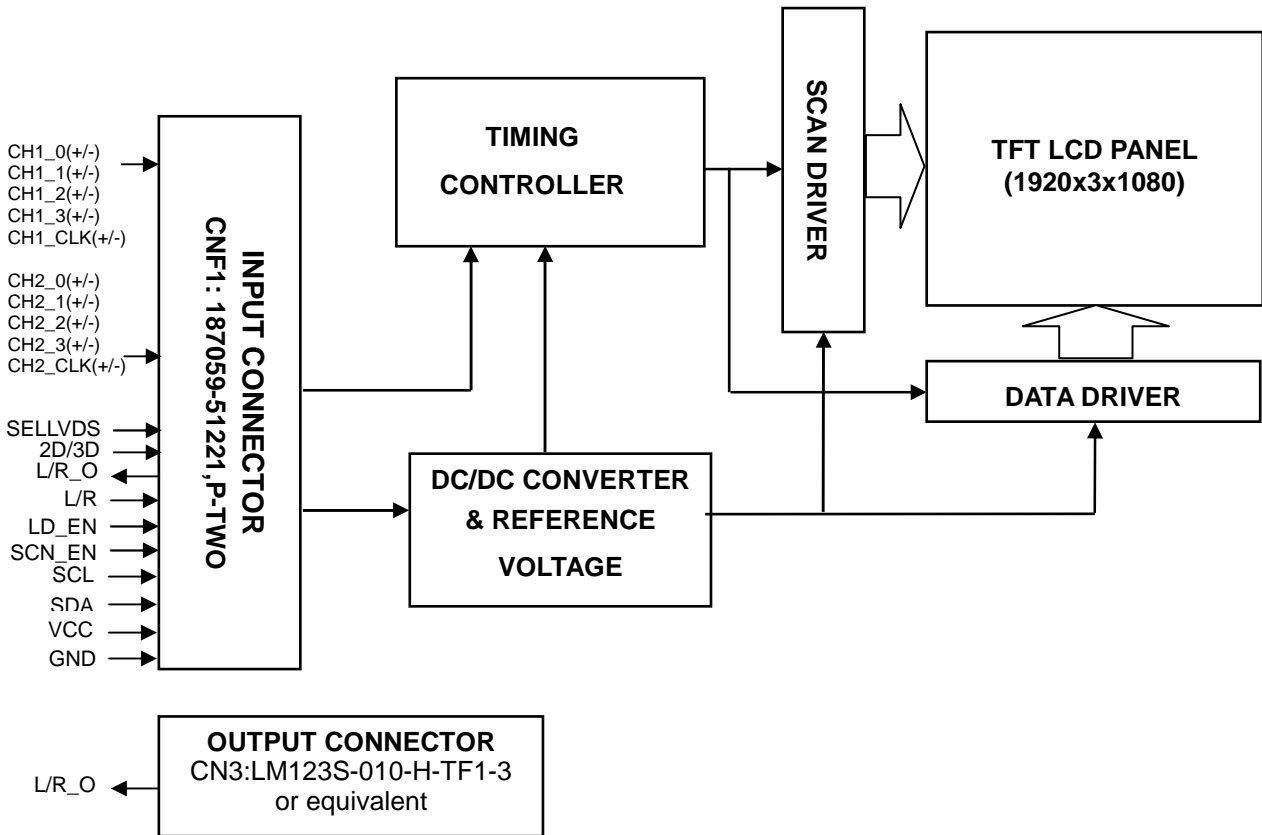 CH1_0(+/-)
CH1_1(+/-)
CH1_2(+/-)
CH1_3(+/-)
CH1_CLK(+/-)
CH2_0(+/-)
CH2_1(+/-)
CH2_2(+/-)
CH2_3(+/-)
CH2_CLK(+/-)
SELLVDS
2D/3D
L/R_O
L/R
LD_EN
SCN_EN
SCL
SDA
VCC
GND
INPUT CONNECTOR
CNF1: 187059-51221,P-TWO
TIMING
CONTROLLER
DC/DC CONVERTER
& REFERENCE
VOLTAGE
SCAN DRIVER
TFT LCD PANEL
(1920x3x1080)
DATA DRIVER
L/R_O
OUTPUT CONNECTOR
CN3:LM123S-010-H-TF1-3
or equivalent